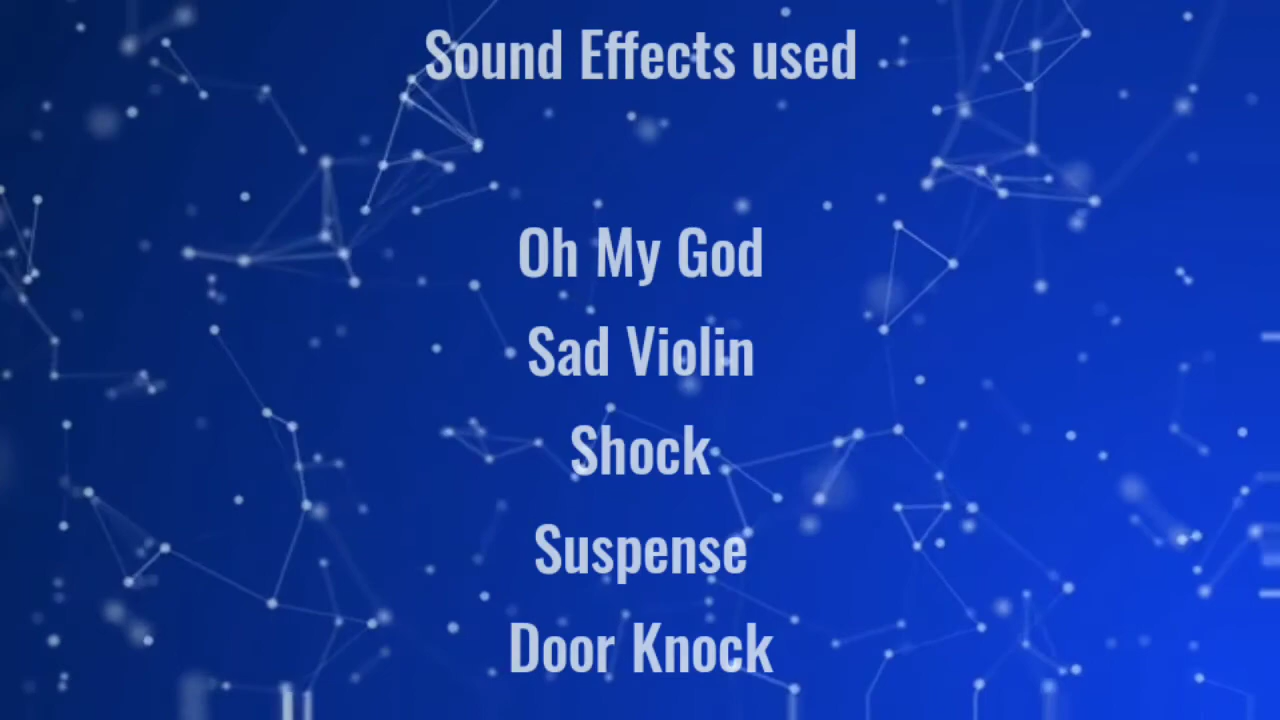 Sound Effects used
Oh My God
Sad Violin
Shock
Suspense
Door Knock